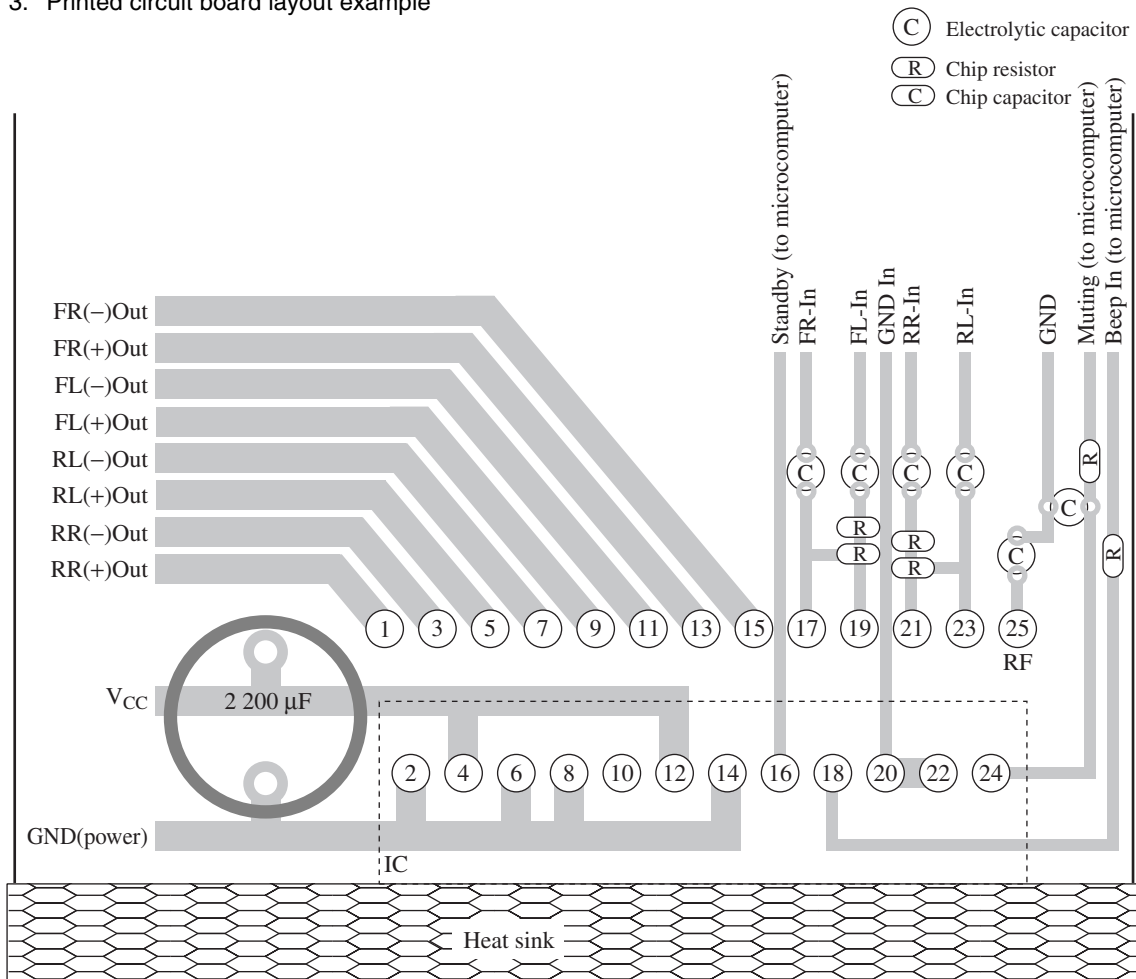 3. Printed circuit board layout example
C Electrolytic capacitor
R Chip resistor
C Chip capacitor
Standby (to microcomputer)
FR-In
FL-In
GND In
RR-In
RL-In
GND
Muting (to microcomputer)
Beep In (to microcomputer)
FR(−)Out
FR(+)Out
FL(−)Out
FL(+)Out
RL(−)Out
RL(+)Out
RR(−)Out
RR(+)Out
C C C C
R
C
R R
R R
C
R
1 3 5 7 9 11 13 15 17 19 21 23 25
RF
VCC
2 200 µF
2 4 6 8 10 12 14 16 18 20 22 24
GND(power)
IC
Heat sink